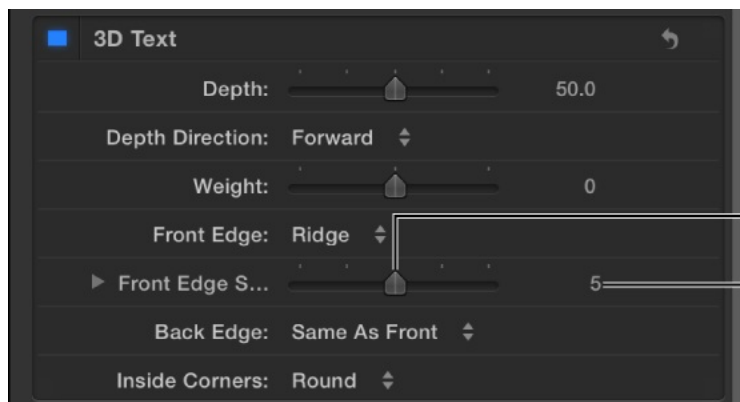 3D Text
Depth: 50.0
Depth Direction: Forward
Weight: 0
Front Edge: Ridge
Front Edge S... 5
Back Edge: Same As Front
Inside Corners: Round